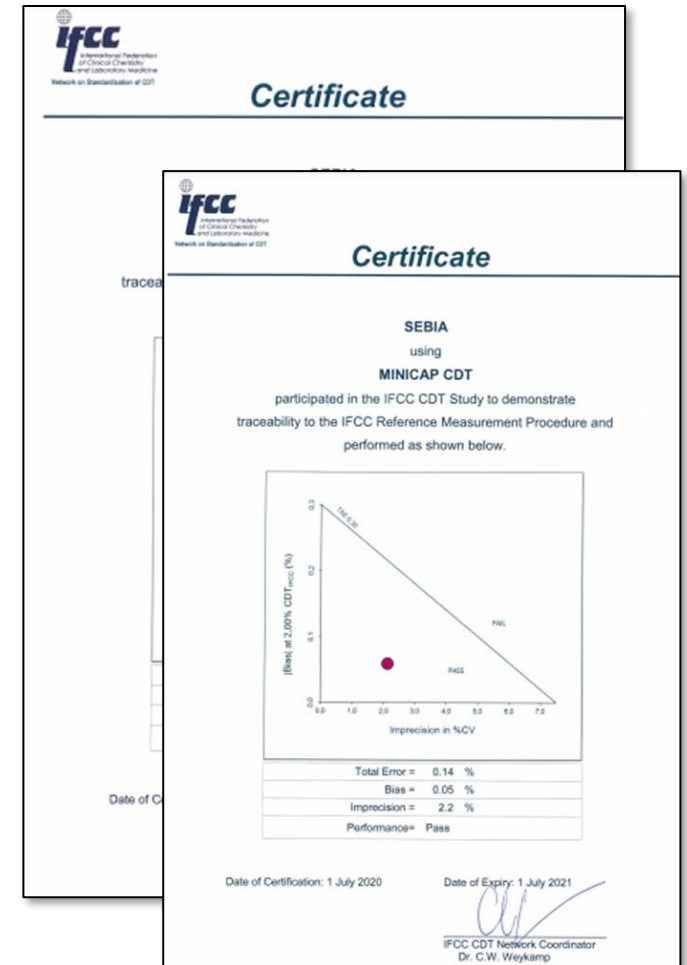 ifcc
International Federation
of Clinical Chemistry
and Laboratory Medicine
Network on Standardisation of CDT
Certificate
SEBIA
tracea
Date of C
ifcc
International Federation
of Clinical Chemistry
and Laboratory Medicine
Network on Standardisation of CDT
Certificate
SEBIA
using
MINICAP CDT
participated in the IFCC CDT Study to demonstrate
traceability to the IFCC Reference Measurement Procedure and
performed as shown below.
0.3
TAE 0.30
0.2
|Bias| at 2,00% CDTIFCC (%)
FAIL
0.1
PASS
0.0
0.0 1.0 2.0 3.0 4.0 5.0 6.0 7.0
Imprecision in %CV
Total Error = 0.14 %
Bias = 0.05 %
Imprecision = 2.2 %
Performance= Pass
Date of Certification: 1 July 2020 Date of Expiry: 1 July 2021
IFCC CDT Network Coordinator
Dr. C.W. Weykamp